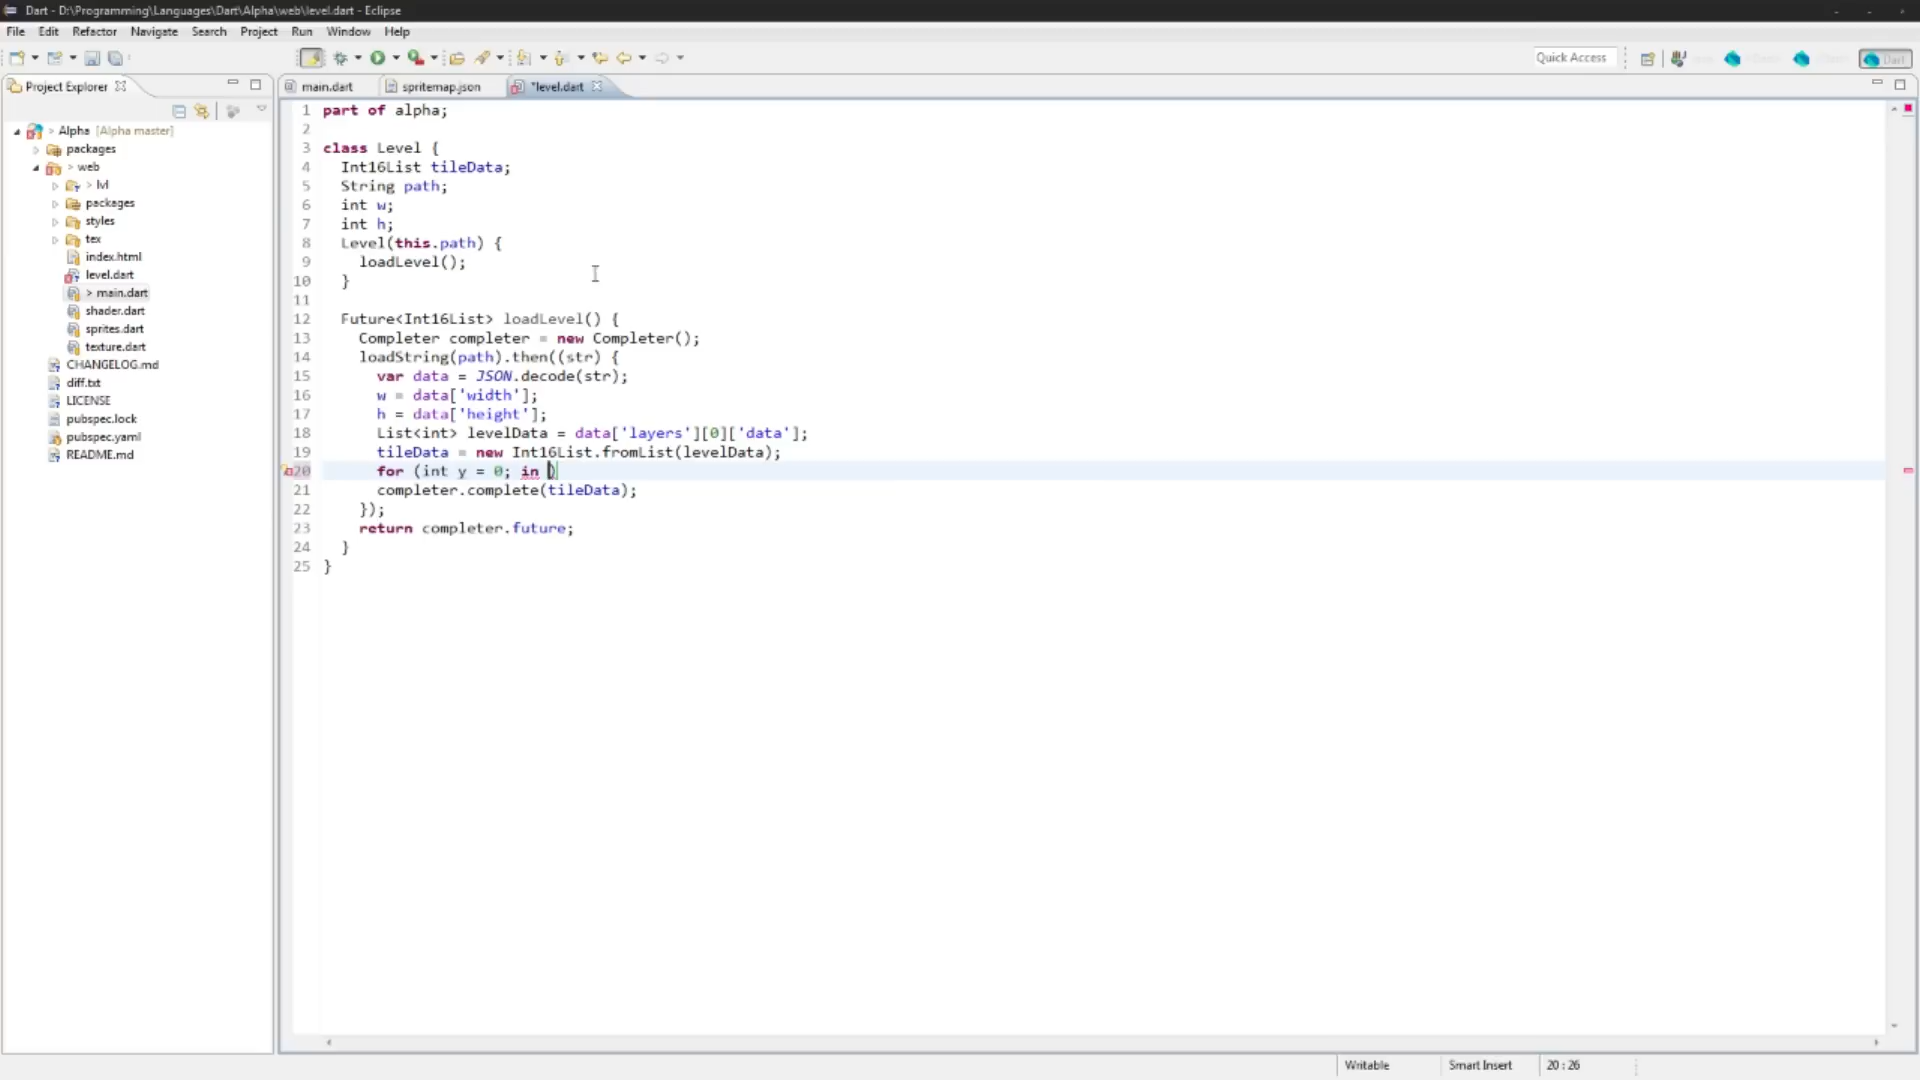 Dart - D:\Programming\Languages\Dart\Alpha\web\level.dart - Eclipse
File Edit Refactor Navigate Search Project Run Window Help
Quick Access
Dart
Project Explorer
main.dart spritemap.json *level.dart
> Alpha [Alpha master]
packages
> web
> lvl
packages
styles
tex
index.html
level.dart
> main.dart
shader.dart
sprites.dart
texture.dart
CHANGELOG.md
diff.txt
LICENSE
pubspec.lock
pubspec.yaml
README.md
1 part of alpha;
2
3 class Level {
4 Int16List tileData;
5 String path;
6 int w;
7 int h;
8 Level(this.path) {
9 loadLevel();
10 }
11
12 Future<Int16List> loadLevel() {
13 Completer completer = new Completer();
14 loadString(path).then((str) {
15 var data = JSON.decode(str);
16 w = data['width'];
17 h = data['height'];
18 List<int> levelData = data['layers'][0]['data'];
19 tileData = new Int16List.fromList(levelData);
20 for (int y = 0; in )
21 completer.complete(tileData);
22 });
23 return completer.future;
24 }
25 }
Writable Smart Insert 20 : 26